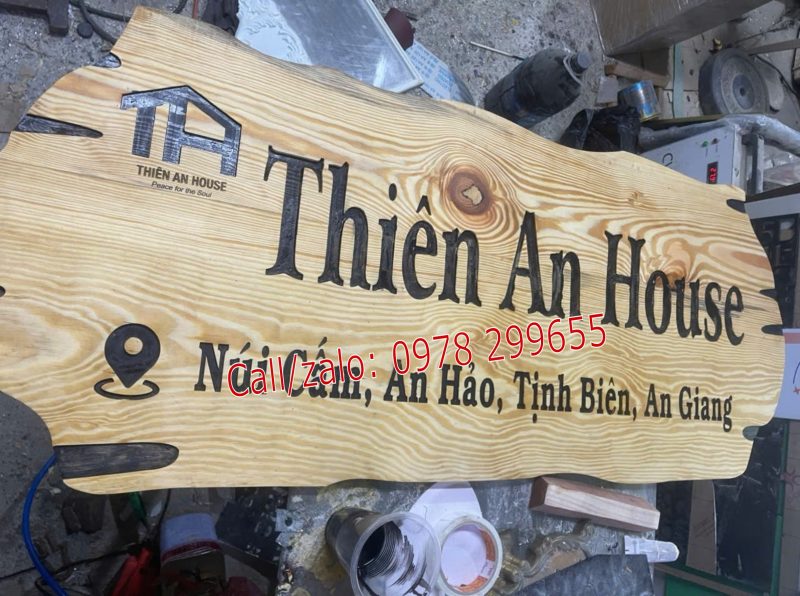 THIÊN AN HOUSE
Peace for the Soul
Thiên An House
Núi Cấm, An Hảo, Tịnh Biên, An Giang
Call/zalo: 0978 299655